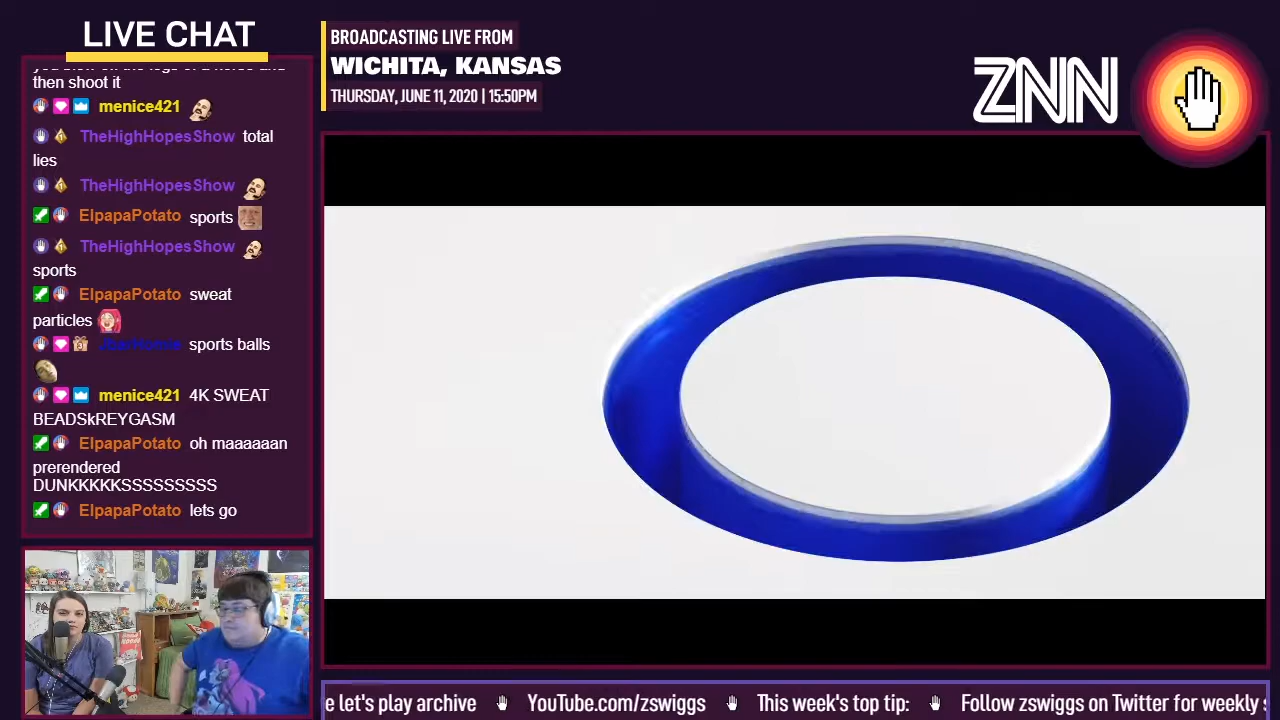 LIVE CHAT
then shoot it
menice421
TheHighHopesShow total
lies
TheHighHopesShow
ElpapaPotato sports
TheHighHopesShow
sports
ElpapaPotato sweat
particles
sports balls
menice421 4K SWEAT
BEADSkREYGASM
ElpapaPotato oh maaaaaan
prerendered
DUNKKKKKSSSSSSSSS
ElpapaPotato lets go
BROADCASTING LIVE FROM
WICHITA, KANSAS
THURSDAY, JUNE 11, 2020 | 15:50PM
ZNN
e let's play archive YouTube.com/zswiggs This week's top tip: Follow zswiggs on Twitter for weekly s